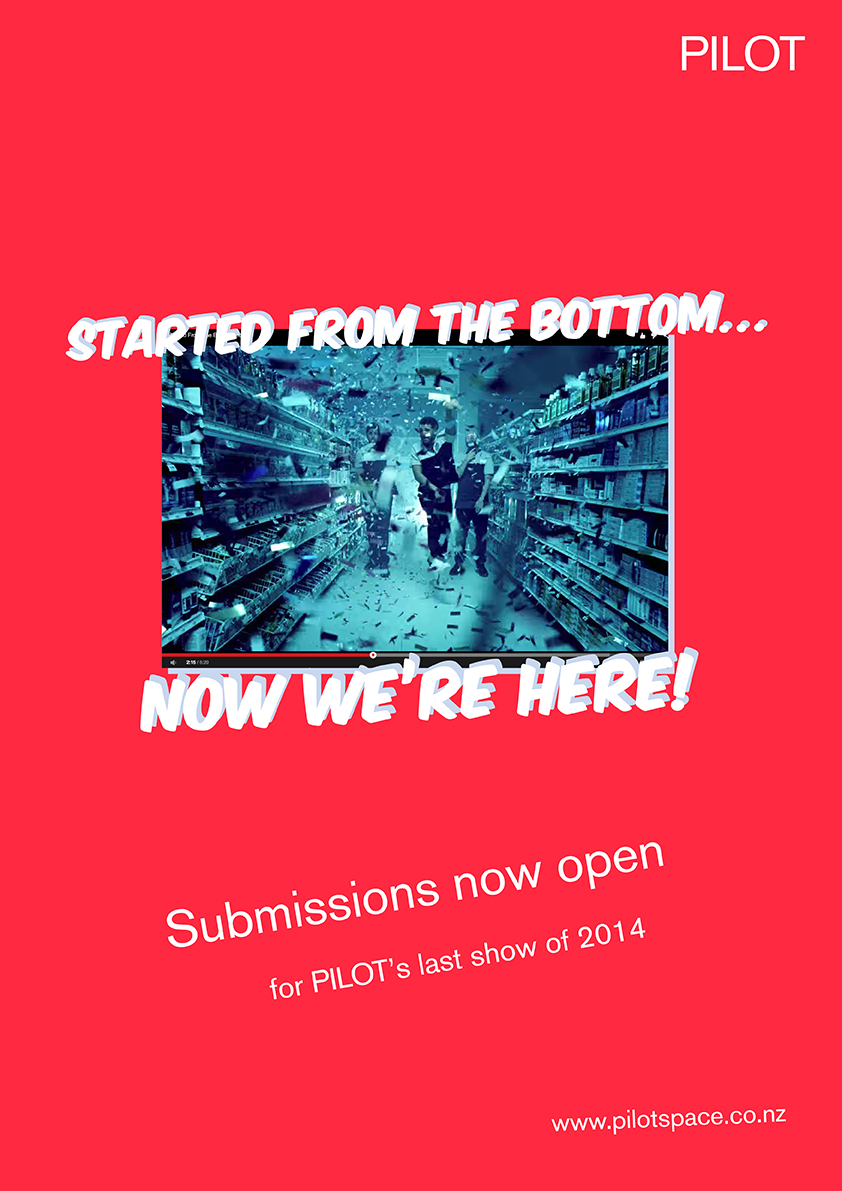 PILOT
STARTED FROM THE BOTTOM...
2:15 / 5:20
NOW WE'RE HERE!
Submissions now open
for PILOT's last show of 2014
www.pilotspace.co.nz